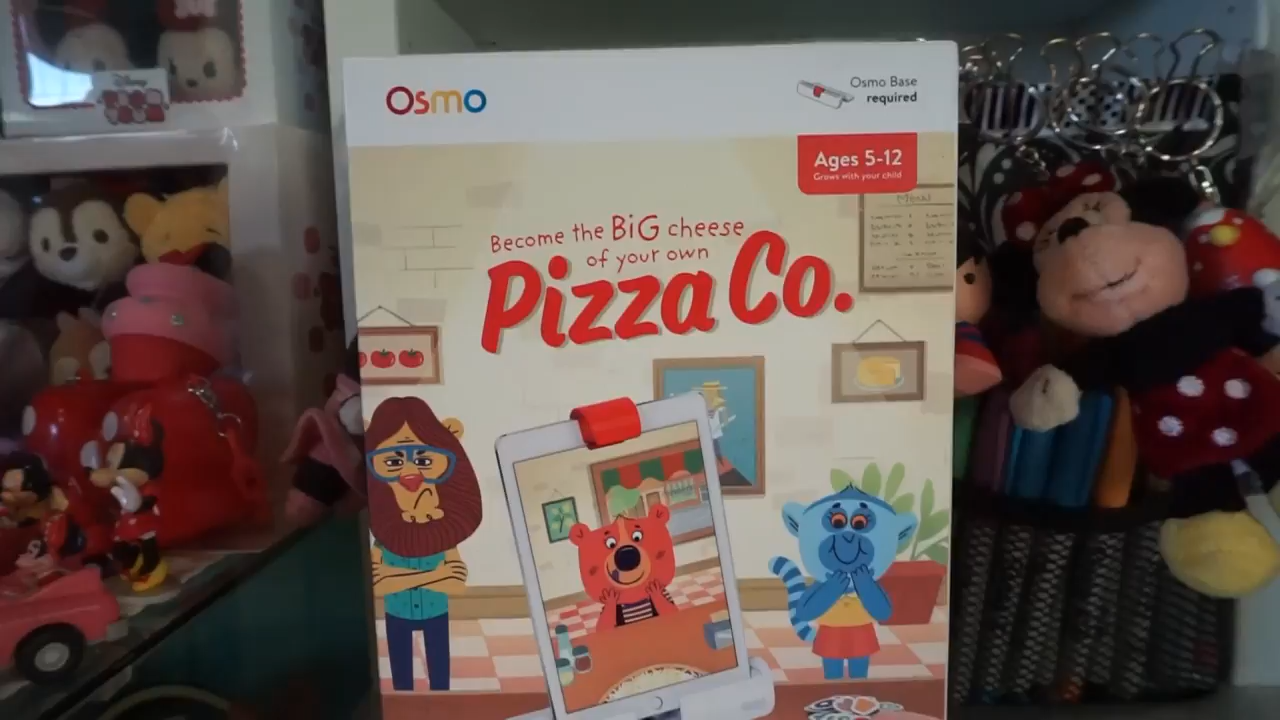 Disney
Osmo
Osmo Base
required
Ages 5-12
Grows with your child
Menu
Become the BiG cheese
of your own
Pizza Co.